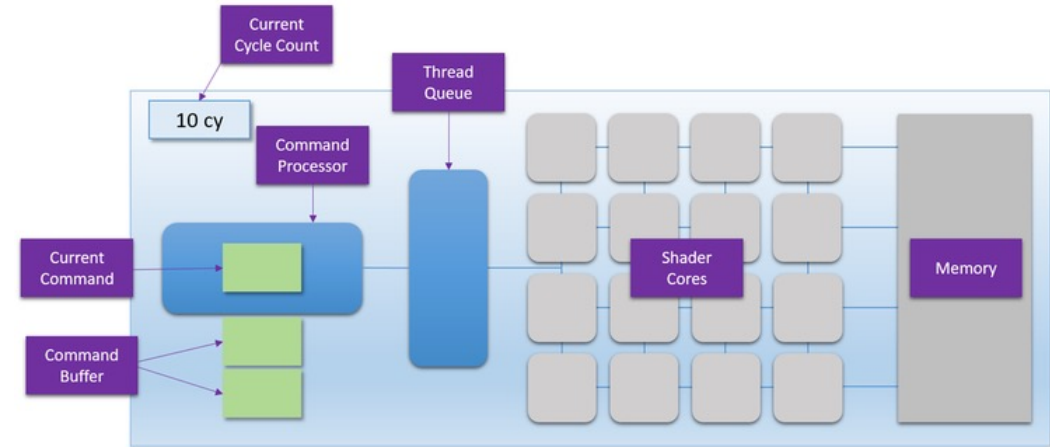 Current
Cycle Count
Thread
Queue
10 cy
Command
Processor
Current
Command
Shader
Cores
Memory
Command
Buffer